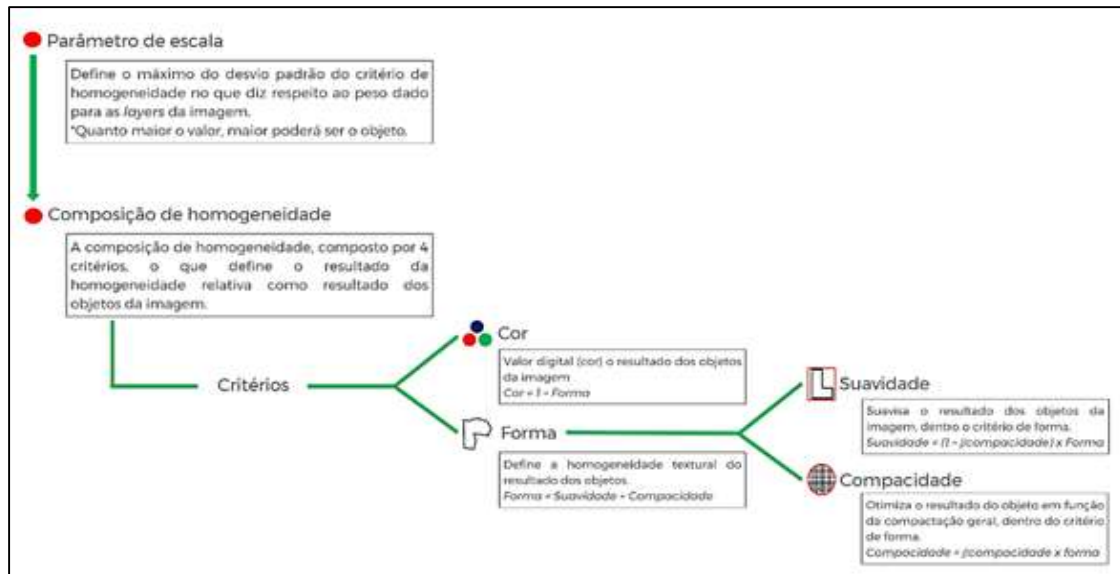 Parâmetro de escala
Define o máximo do desvio padrão do critério de
homogeneidade no que diz respeito ao peso dado
para as layers da imagem.
*Quanto maior o valor, maior poderá ser o objeto.
Composição de homogeneidade
A composição de homogeneidade, composto por 4
critérios, o que define o resultado da
homogeneidade relativa como resultado dos
objetos da imagem.
Critérios
Cor
Valor digital (cor) o resultado dos objetos
da imagem
Cor = 1 - Forma
Forma
Define a homogeneidade textural do
resultado dos objetos.
Forma = Suavidade + Compacidade
Suavidade
Suavisa o resultado dos objetos da
imagem, dentro o critério de forma.
Suavidade = (1 - βcompacidade) x Forma
Compacidade
Otimiza o resultado do objeto em função
da compactação geral, dentro do critério
de forma.
Compacidade = βcompacidade x forma